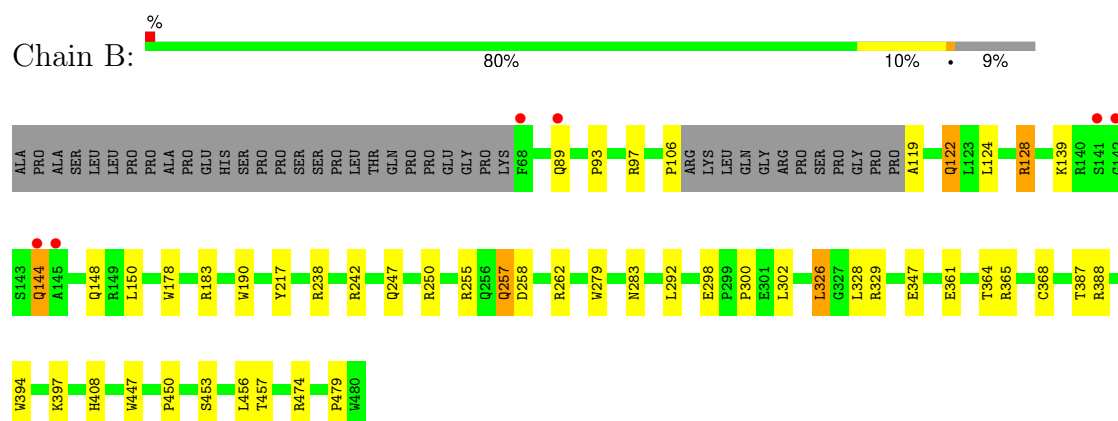 %
Chain B:
80% 10% • 9%
ALA PRO ALA SER LEU LEU PRO PRO ALA PRO GLU HIS SER PRO PRO SER SER PRO LEU THR GLN PRO PRO GLU GLY PRO LYS F68 Q89 P93 R97 P106 ARG LYS LEU GLN GLY ARG PRO SER PRO GLY PRO PRO A119 Q122 L123 L124 R128 K139 R140 S141 G142
S143 Q144 A145 Q148 R149 L150 W178 R183 W190 Y217 R238 R242 Q247 R250 R255 Q256 Q257 D258 R262 W279 N283 L292 E298 P299 P300 E301 L302 L326 G327 L328 R329 E347 E361 T364 R365 C368 T387 R388
W394 K397 H408 W447 P450 S453 L456 T457 R474 P479 W480